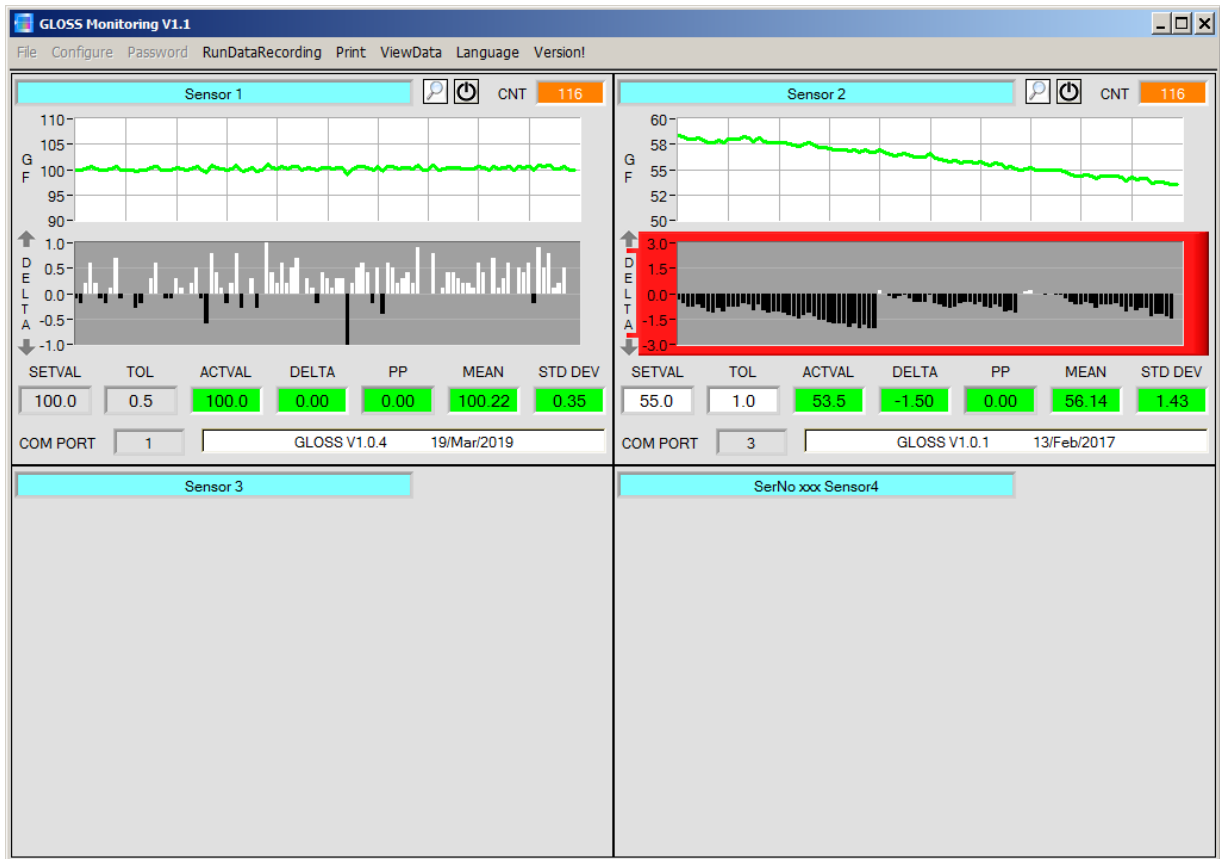 GLOSS Monitoring V1.1
File Configure Password RunDataRecording Print ViewData Language Version!
Sensor 1 CNT 116
110
105
GF 100
95
90
1.0
0.5
0.0
-0.5
-1.0
DELTA
SETVAL TOL ACTVAL DELTA PP MEAN STD DEV
100.0 0.5 100.0 0.00 0.00 100.22 0.35
COM PORT 1 GLOSS V1.0.4 19/Mar/2019
Sensor 2 CNT 116
60
58
GF 55
52
50
3.0
1.5
0.0
-1.5
-3.0
DELTA
SETVAL TOL ACTVAL DELTA PP MEAN STD DEV
55.0 1.0 53.5 -1.50 0.00 56.14 1.43
COM PORT 3 GLOSS V1.0.1 13/Feb/2017
Sensor 3
SerNo xxx Sensor4